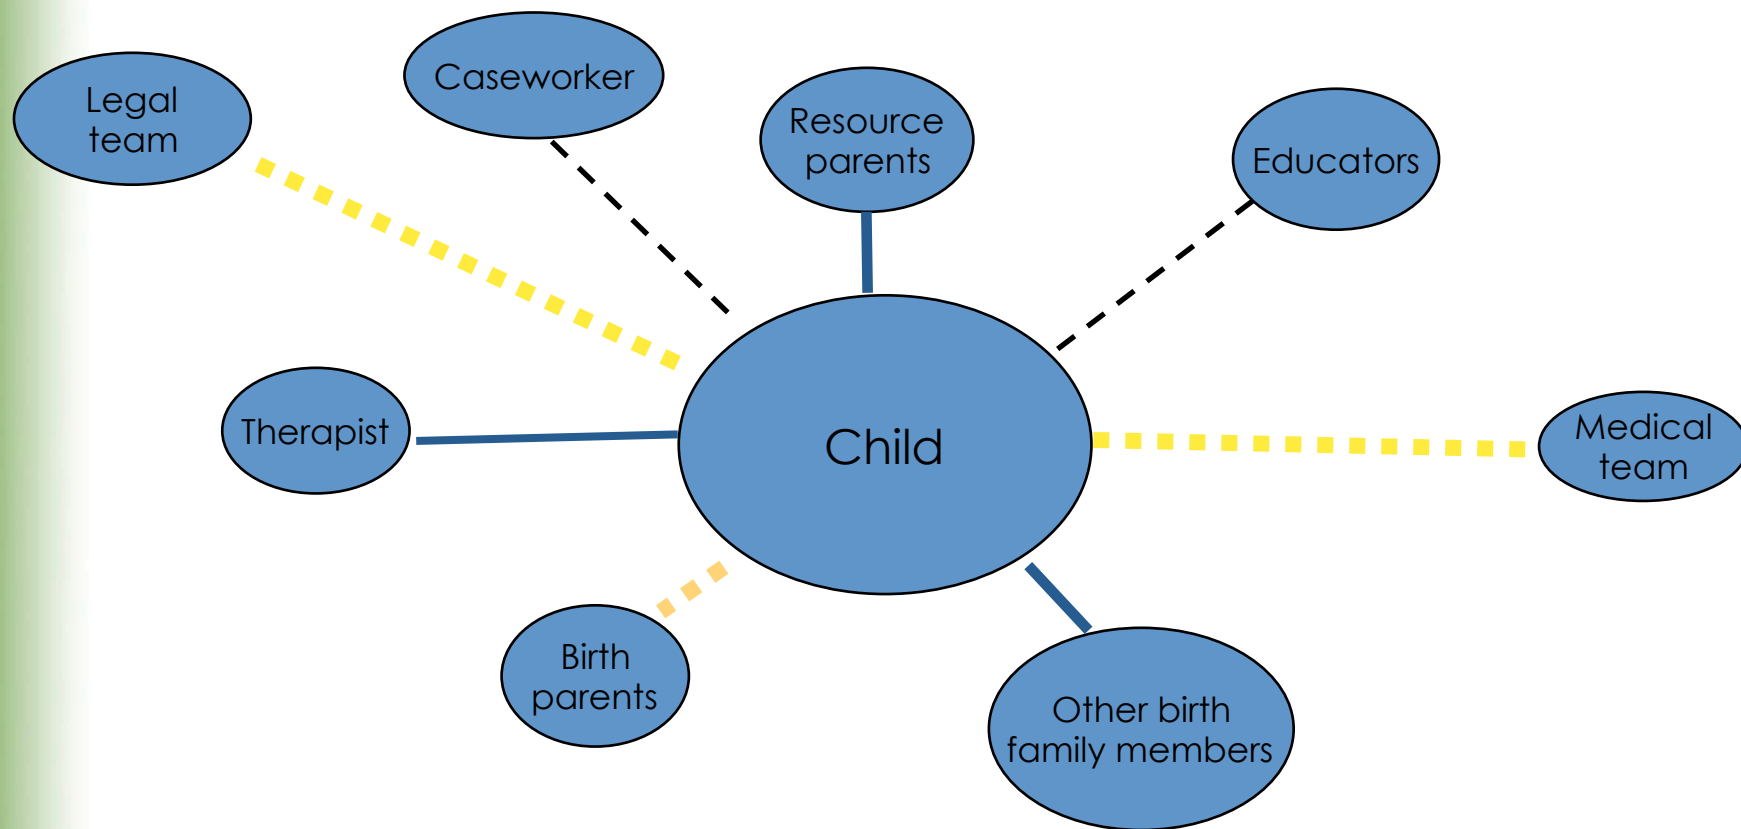 Legal
team
Caseworker
Resource
parents
Educators
Therapist
Child
Medical
team
Birth
parents
Other birth
family members